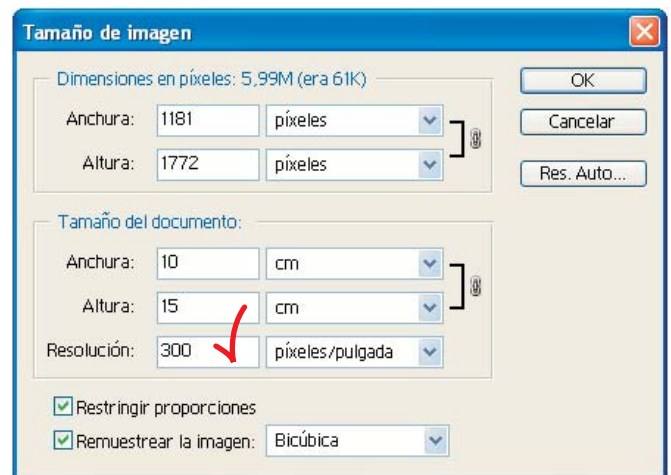 Tamaño de imagen
Dimensiones en píxeles: 5,99M (era 61K)
OK
Anchura: 1181 píxeles
Cancelar
Altura: 1772 píxeles
Res. Auto...
Tamaño del documento:
Anchura: 10 cm
Altura: 15 cm
Resolución: 300 píxeles/pulgada
Restringir proporciones
Remuestrear la imagen: Bicúbica